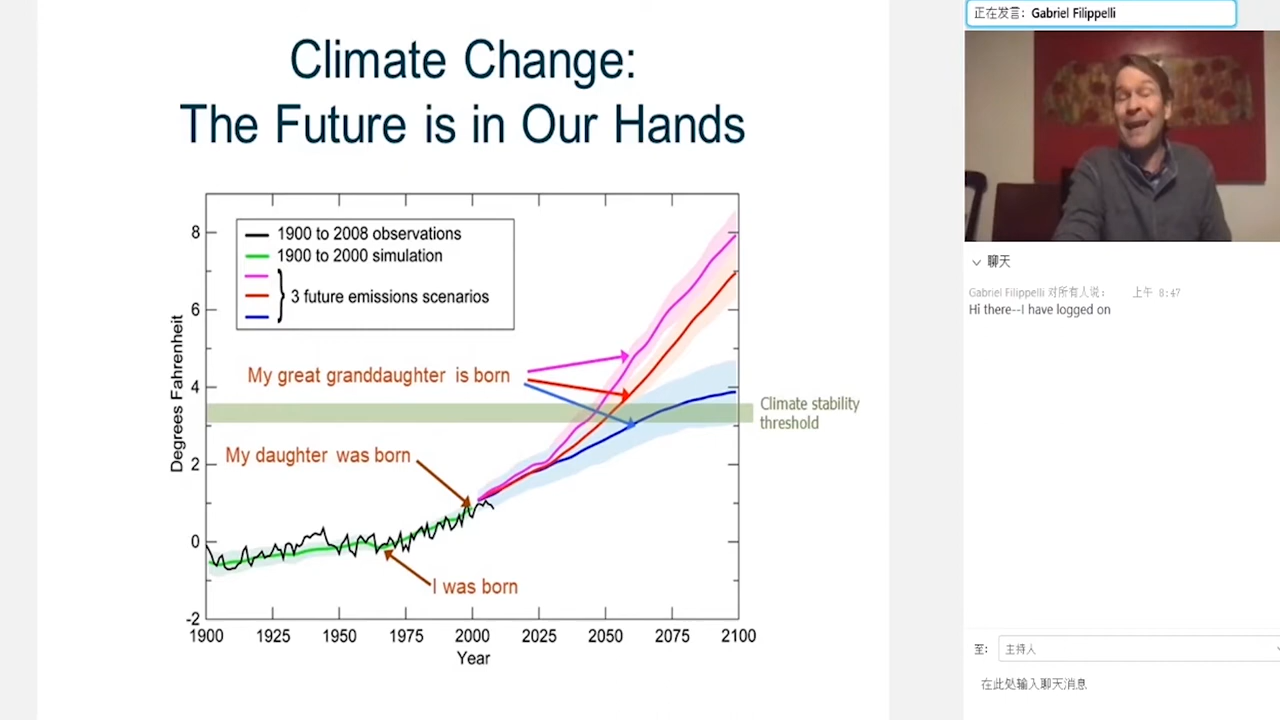 Climate Change:
The Future is in Our Hands
8
6
4
2
0
-2
Degrees Fahrenheit
1900 to 2008 observations
1900 to 2000 simulation
3 future emissions scenarios
My great granddaughter is born
Climate stability
threshold
My daughter was born
I was born
1900 1925 1950 1975 2000 2025 2050 2075 2100
Year
正在发言: Gabriel Filippelli
聊天
Gabriel Filippelli 对所有人说: 上午 8:47
Hi there--I have logged on
至: 主持人
在此处输入聊天消息